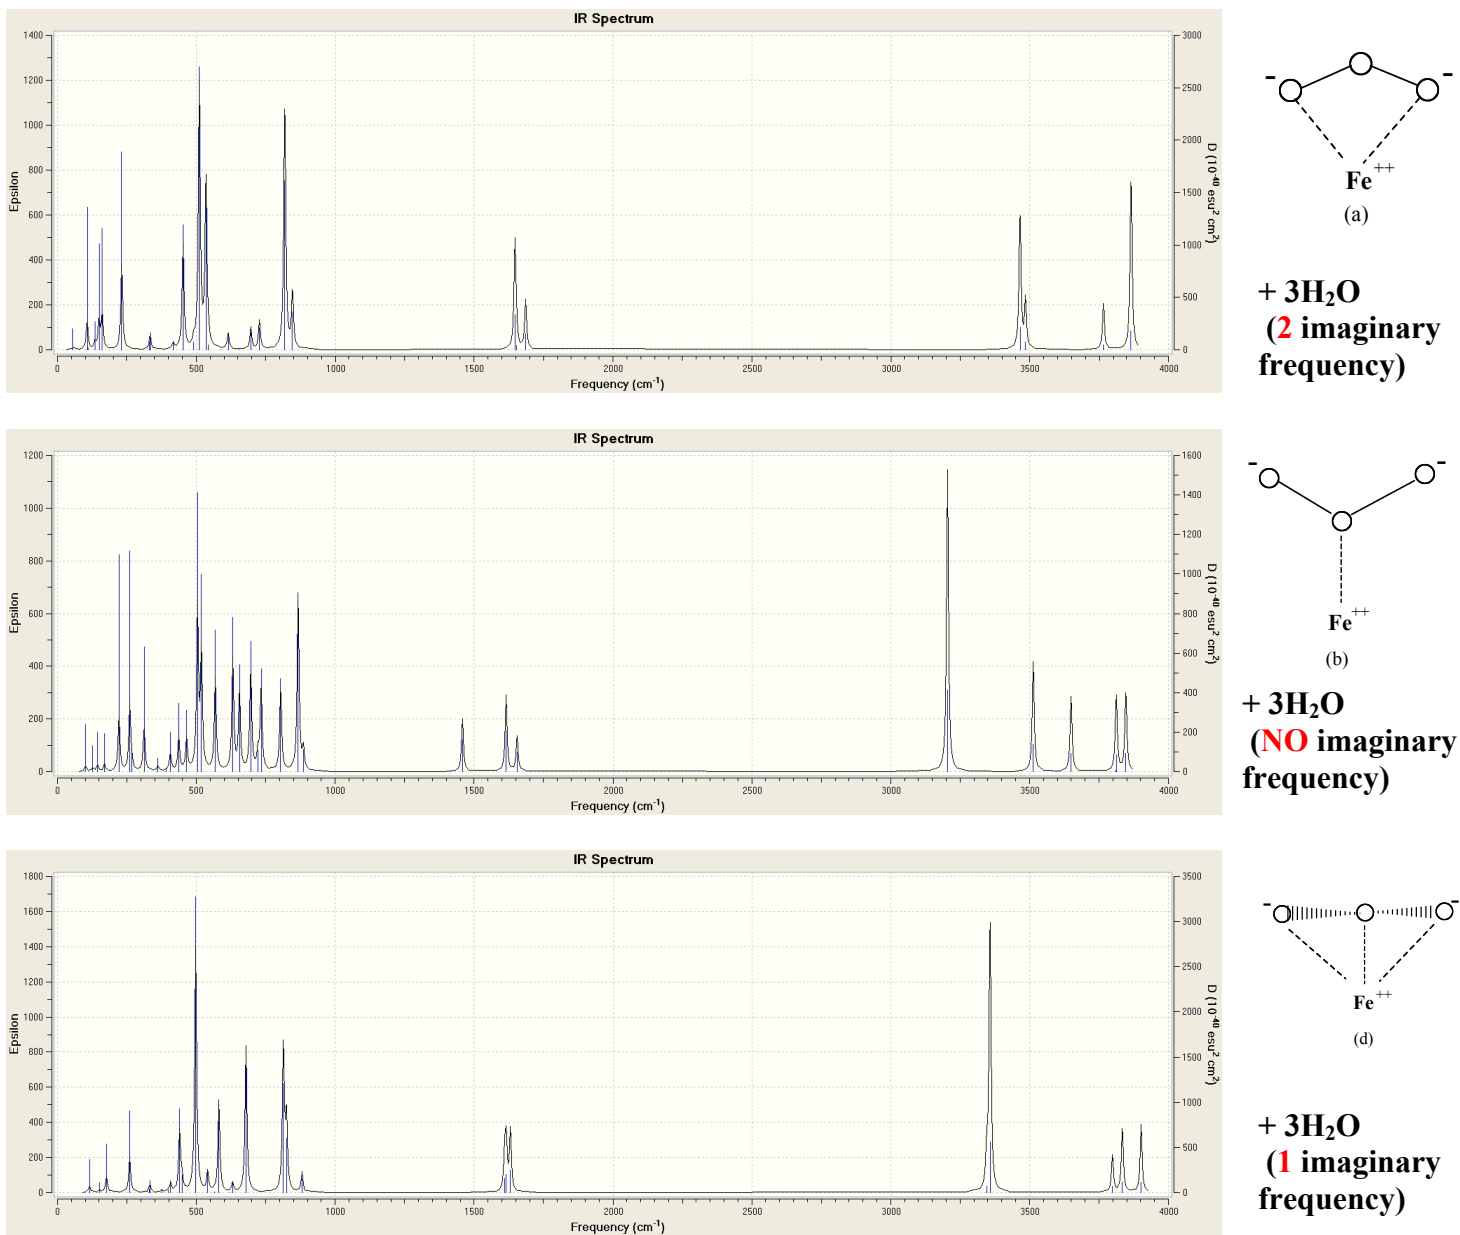 IR Spectrum
1400
1200
1000
800
600
400
200
0
Epsilon
3000
2500
2000
1500
1000
500
0
D (10⁻⁴⁰ esu² cm²)
0 500 1000 1500 2000 2500 3000 3500 4000
Frequency (cm⁻¹)
- -
Fe⁺⁺
(a)
+ 3H₂O
(2 imaginary
frequency)
IR Spectrum
1200
1000
800
600
400
200
0
Epsilon
1600
1400
1200
1000
800
600
400
200
0
D (10⁻⁴⁰ esu² cm²)
0 500 1000 1500 2000 2500 3000 3500 4000
Frequency (cm⁻¹)
- -
Fe⁺⁺
(b)
+ 3H₂O
(NO imaginary
frequency)
IR Spectrum
1800
1600
1400
1200
1000
800
600
400
200
0
Epsilon
3500
3000
2500
2000
1500
1000
500
0
D (10⁻⁴⁰ esu² cm²)
0 500 1000 1500 2000 2500 3000 3500 4000
Frequency (cm⁻¹)
- -
Fe⁺⁺
(d)
+ 3H₂O
(1 imaginary
frequency)